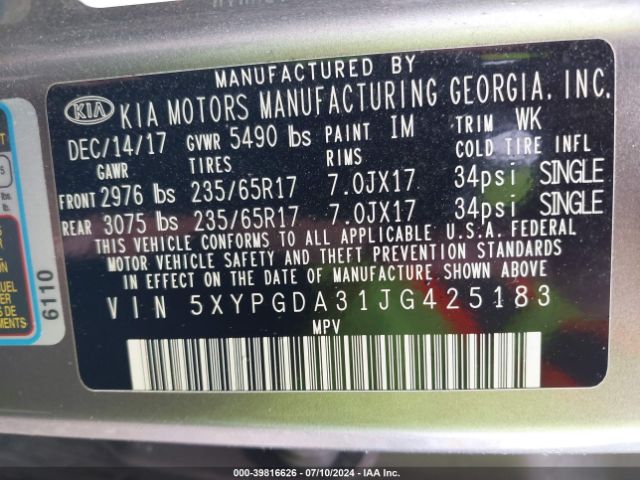 MANUFACTURED BY
KIA KIA MOTORS MANUFACTURING GEORGIA, INC.
DEC/14/17 GVWR 5490 lbs PAINT IM TRIM WK
GAWR TIRES RIMS COLD TIRE INFL
FRONT 2976 lbs 235/65R17 7.0JX17 34psi SINGLE
REAR 3075 lbs 235/65R17 7.0JX17 34psi SINGLE
THIS VEHICLE CONFORMS TO ALL APPLICABLE U.S.A. FEDERAL
MOTOR VEHICLE SAFETY AND THEFT PREVENTION STANDARDS
IN EFFECT ON THE DATE OF MANUFACTURE SHOWN ABOVE
VIN 5XYPGDA31JG425183
MPV
6110
000-39816626 / 07/10/2024 / IAA Inc.